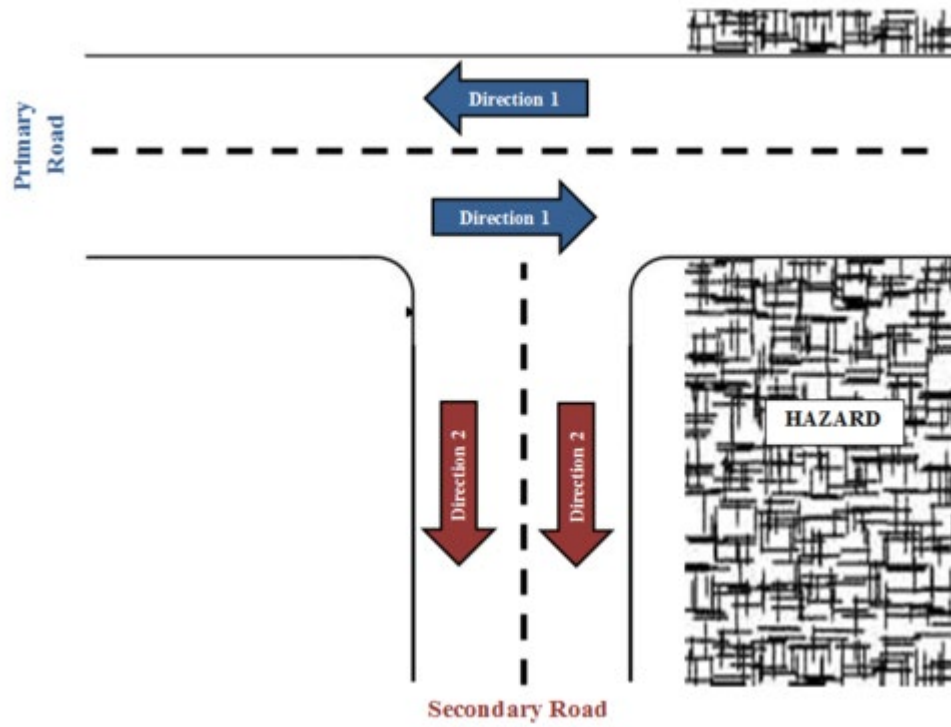 Direction 1
Primary
Road
Direction 1
HAZARD
Direction 2
Direction 2
Secondary Road